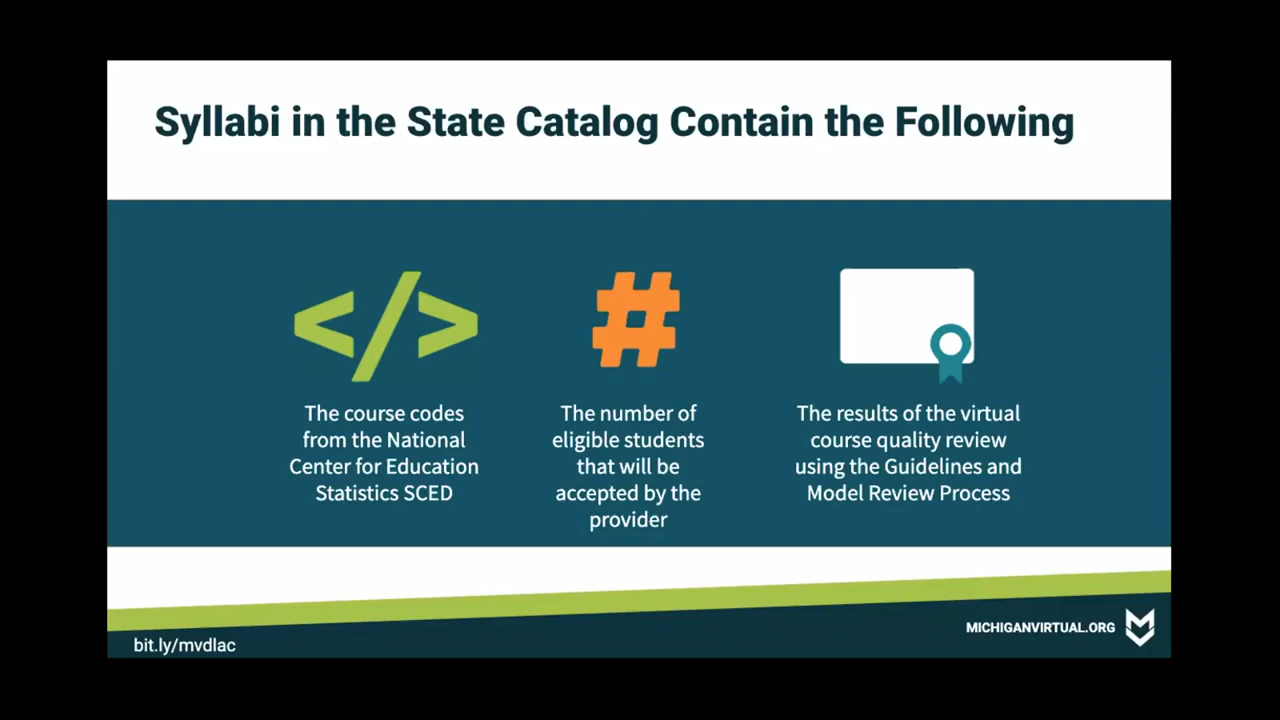 Syllabi in the State Catalog Contain the Following
The course codes
from the National
Center for Education
Statistics SCED
The number of
eligible students
that will be
accepted by the
provider
The results of the virtual
course quality review
using the Guidelines and
Model Review Process
bit.ly/mvdlac
MICHIGANVIRTUAL.ORG